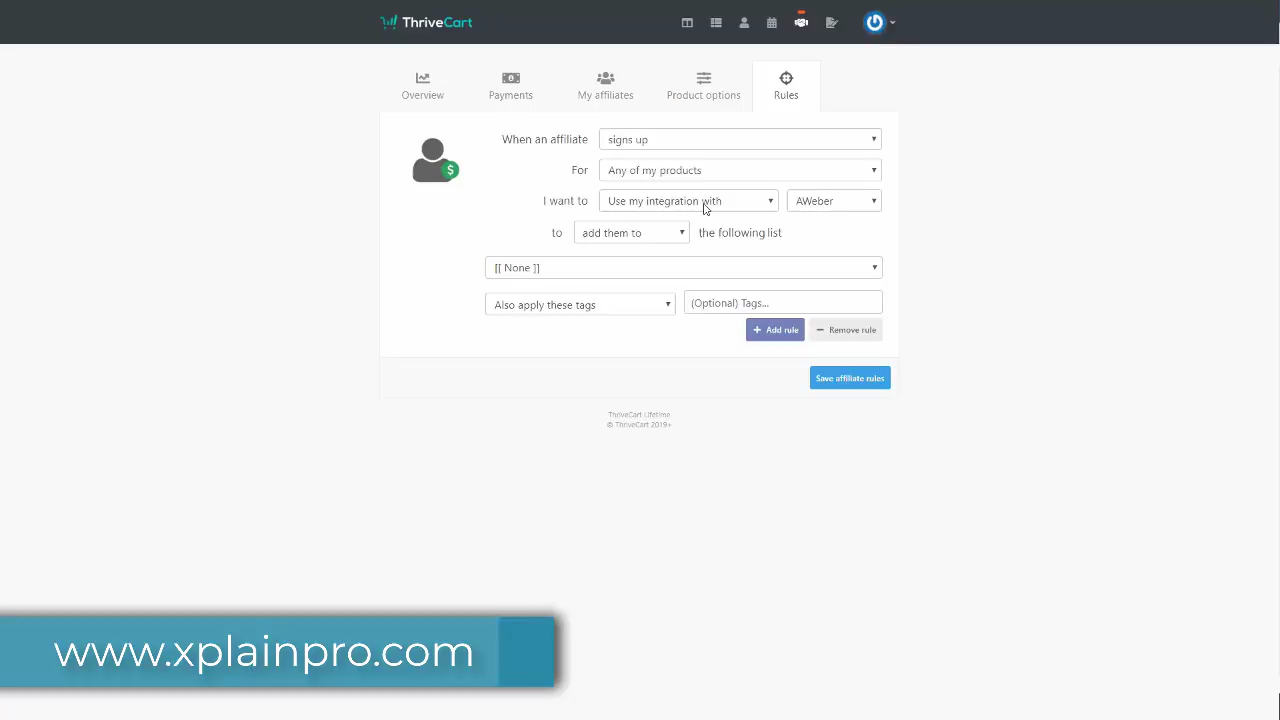 ThriveCart
Overview
Payments
My affiliates
Product options
Rules
When an affiliate signs up
For Any of my products
I want to Use my integration with AWeber
to add them to the following list
[[ None ]]
Also apply these tags (Optional) Tags...
+ Add rule − Remove rule
Save affiliate rules
ThriveCart Lifetime
© ThriveCart 2019+
www.xplainpro.com